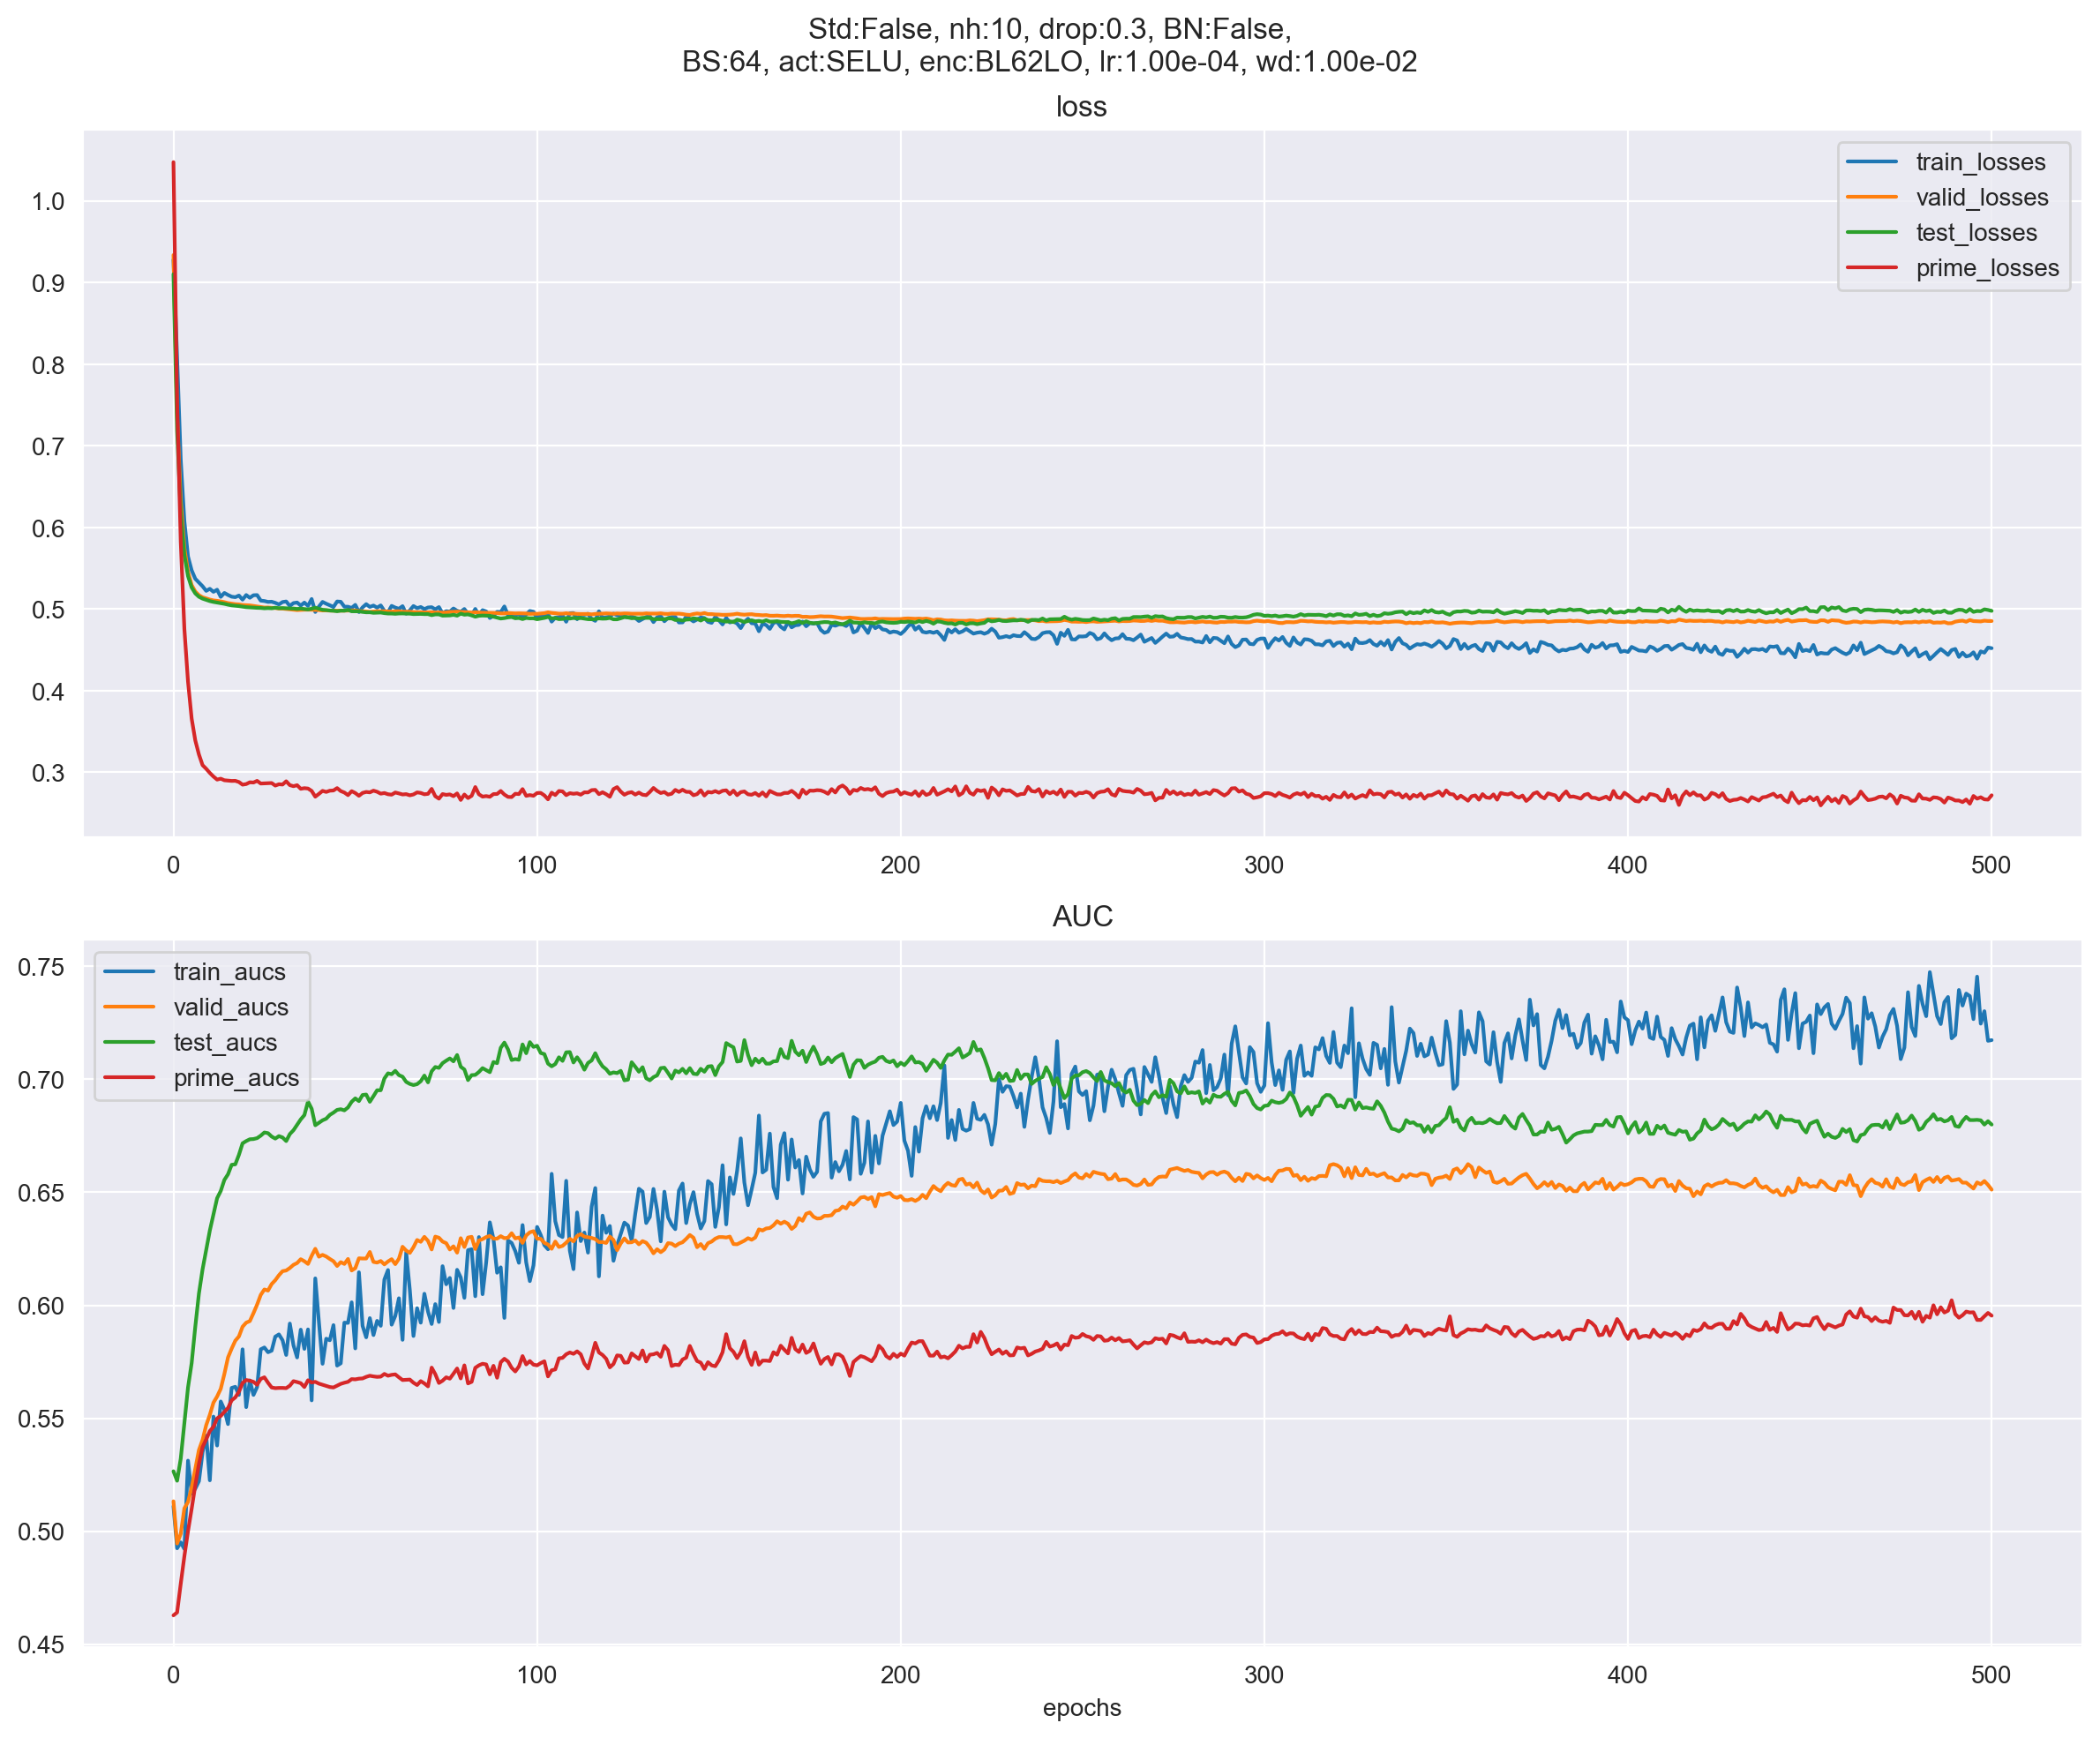 Std:False, nh:10, drop:0.3, BN:False,
BS:64, act:SELU, enc:BL62LO, lr:1.00e-04, wd:1.00e-02
loss
train_losses
valid_losses
test_losses
prime_losses
1.0
0.9
0.8
0.7
0.6
0.5
0.4
0.3
0 100 200 300 400 500
AUC
train_aucs
valid_aucs
test_aucs
prime_aucs
0.75
0.70
0.65
0.60
0.55
0.50
0.45
0 100 200 300 400 500
epochs